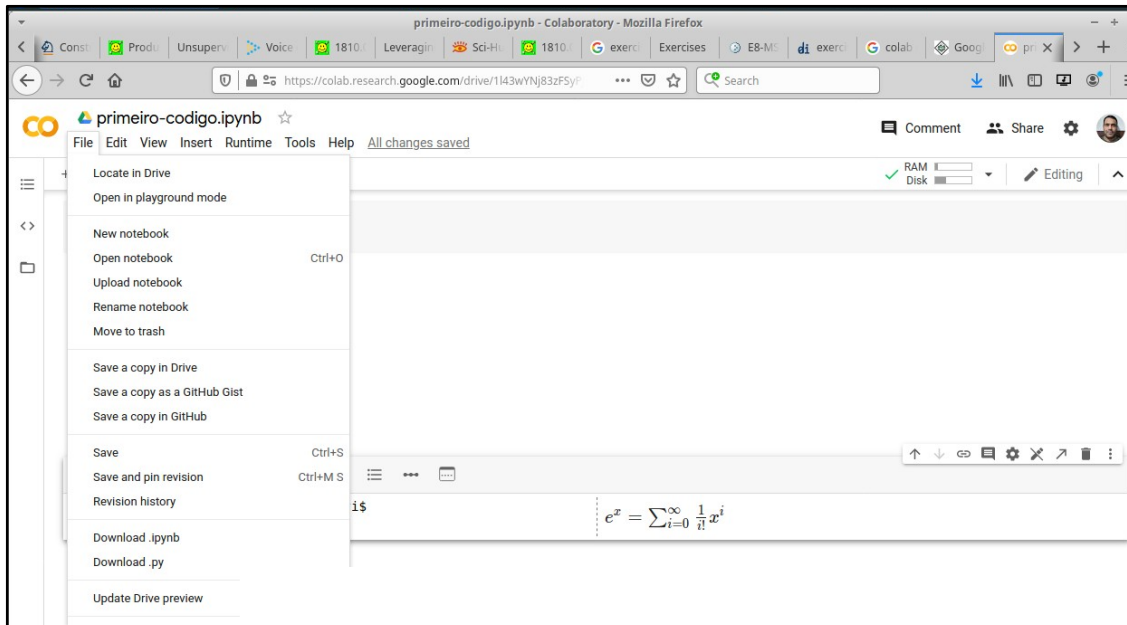 primeiro-codigo.ipynb - Colaboratory - Mozilla Firefox
Const Produ Unsuperv Voice 1810. Leveragin Sci-Hu 1810. G exerc Exercises E8-MS di exerc G colab Goog pri
https://colab.research.google.com/drive/1l43wYNj83zFSyP Search
primeiro-codigo.ipynb
Comment Share
File Edit View Insert Runtime Tools Help All changes saved
RAM
Disk
Editing
Locate in Drive
Open in playground mode
New notebook
Open notebook Ctrl+O
Upload notebook
Rename notebook
Move to trash
Save a copy in Drive
Save a copy as a GitHub Gist
Save a copy in GitHub
Save Ctrl+S
Save and pin revision Ctrl+M S
Revision history
i$ e^x = ∑_{i=0}^{∞} \frac{1}{i!} x^i
Download .ipynb
Download .py
Update Drive preview